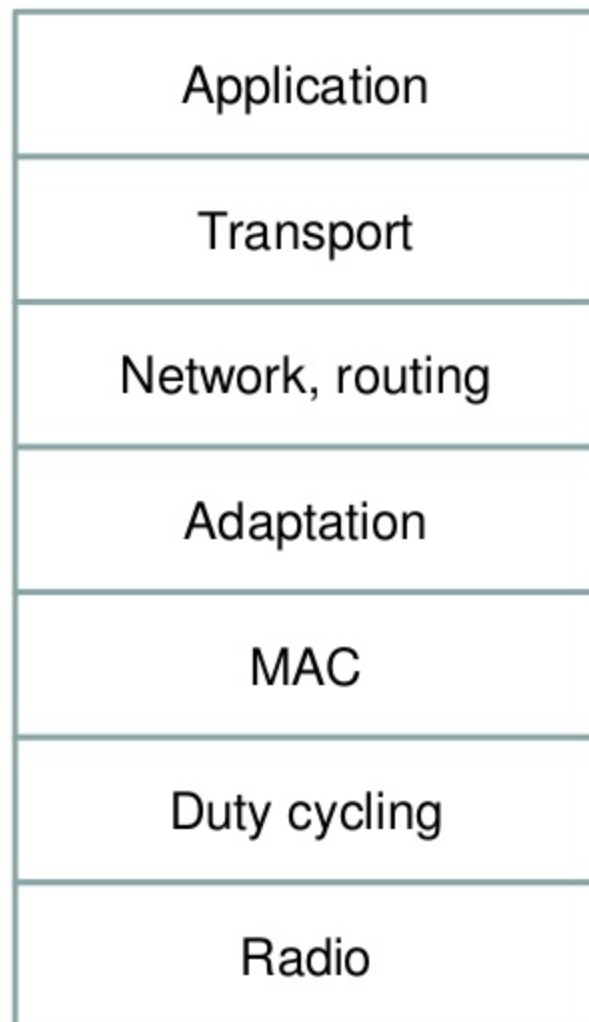 Application
Transport
Network, routing
Adaptation
MAC
Duty cycling
Radio